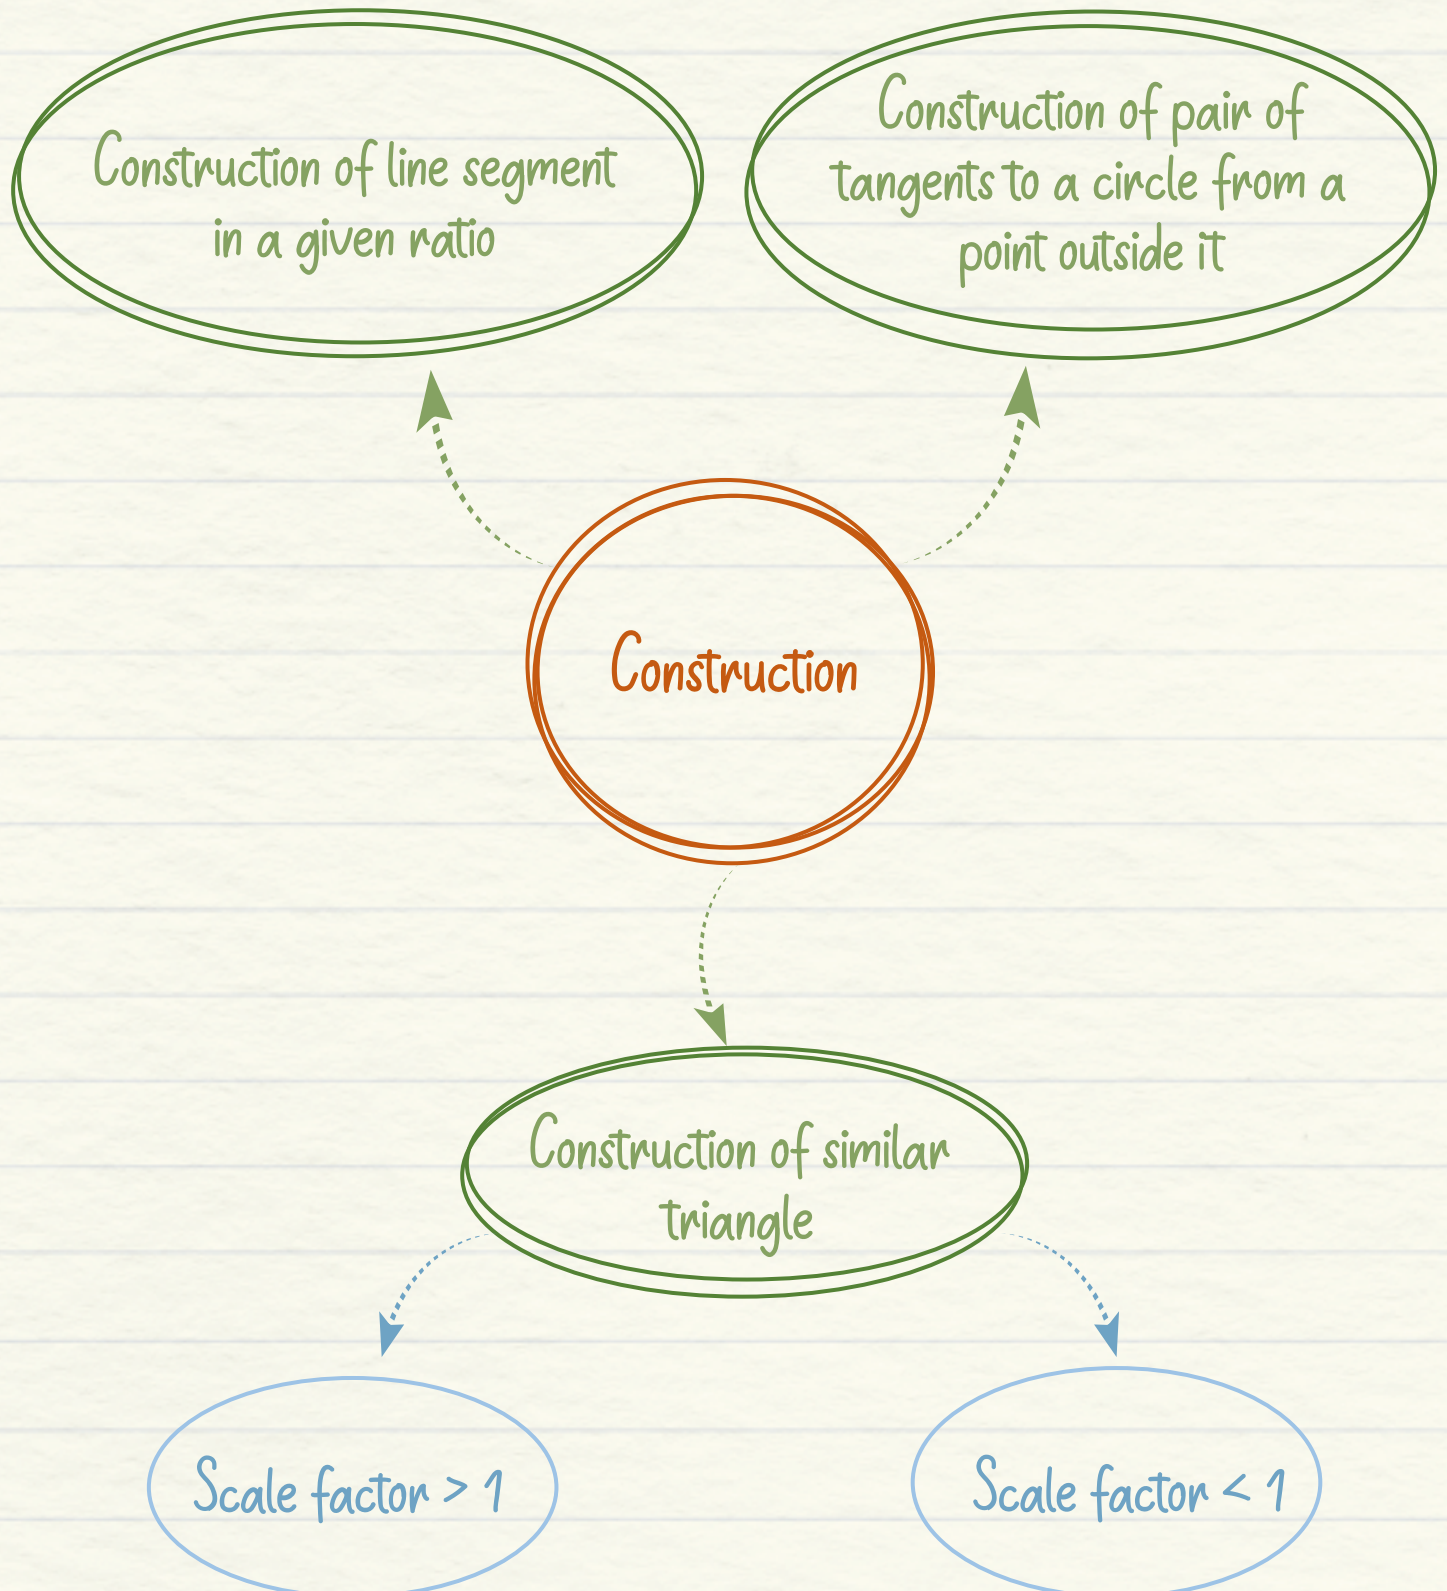 Construction of line segment
in a given ratio
Construction of pair of
tangents to a circle from a
point outside it
Construction
Construction of similar
triangle
Scale factor > 1
Scale factor < 1